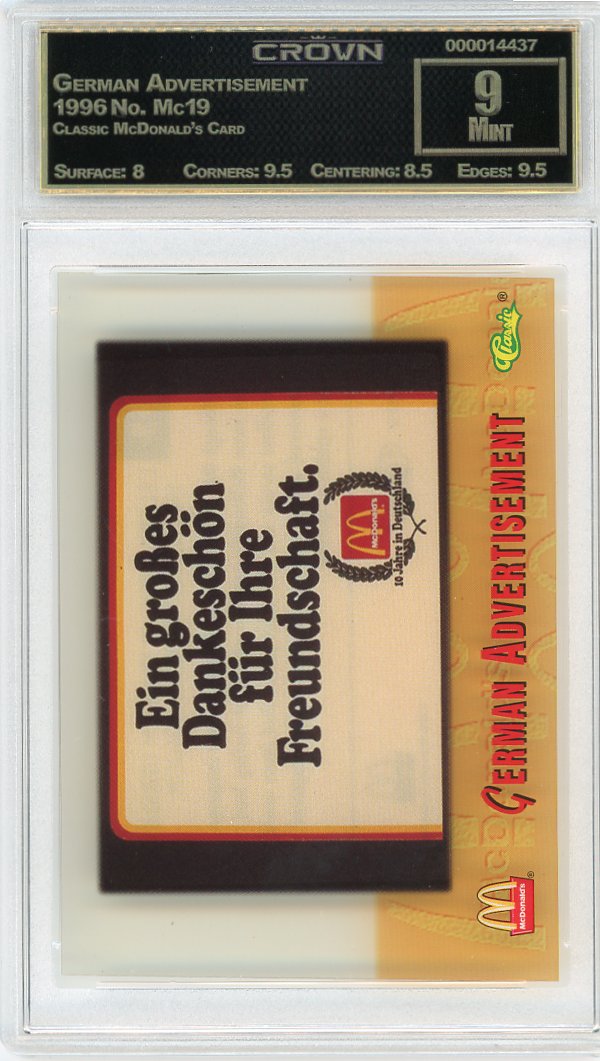 CROWN
000014437
GERMAN ADVERTISEMENT
1996 NO. MC19
CLASSIC MCDONALD'S CARD
9
MINT
SURFACE: 8 CORNERS: 9.5 CENTERING: 8.5 EDGES: 9.5
Ein großes
Dankeschön
für Ihre
Freundschaft.
McDonald's
10 Jahre in Deutschland
McDonald's ®
GERMAN ADVERTISEMENT
Classic ®